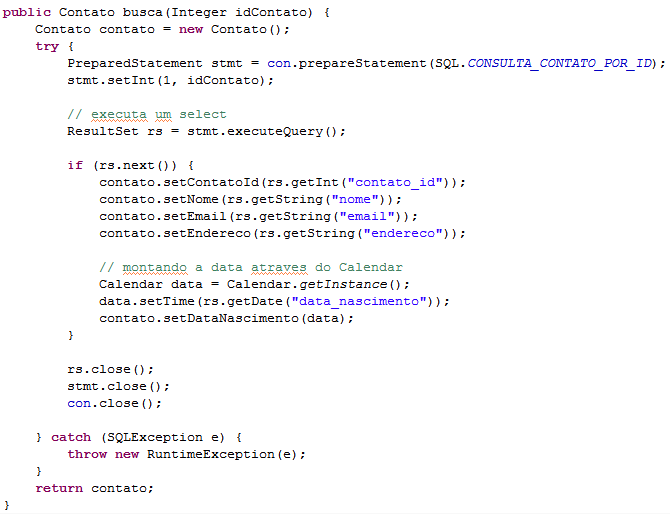 public Contato busca(Integer idContato) {
    Contato contato = new Contato();
    try {
        PreparedStatement stmt = con.prepareStatement(SQL.CONSULTA_CONTATO_POR_ID);
        stmt.setInt(1, idContato);

        // executa um select
        ResultSet rs = stmt.executeQuery();

        if (rs.next()) {
            contato.setContatoId(rs.getInt("contato_id"));
            contato.setNome(rs.getString("nome"));
            contato.setEmail(rs.getString("email"));
            contato.setEndereco(rs.getString("endereco"));

            // montando a data atraves do Calendar
            Calendar data = Calendar.getInstance();
            data.setTime(rs.getDate("data_nascimento"));
            contato.setDataNascimento(data);
        }

        rs.close();
        stmt.close();
        con.close();

    } catch (SQLException e) {
        throw new RuntimeException(e);
    }
    return contato;
}